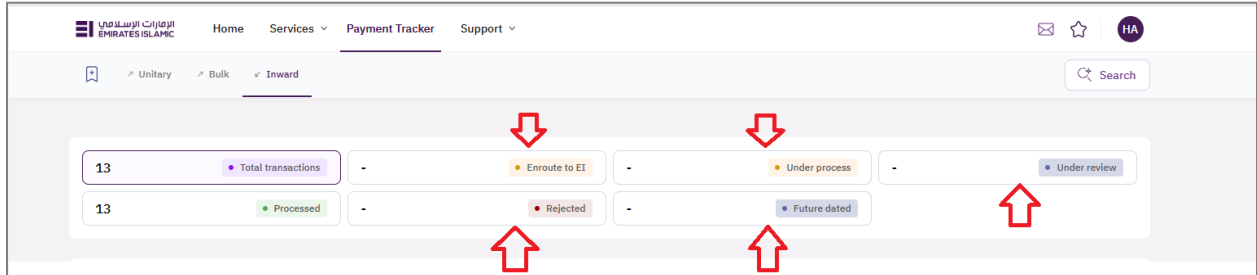 الإمارات الإسلامي
EMIRATES ISLAMIC
Home Services Payment Tracker Support
HA
Unitary Bulk Inward
Search
13 Total transactions - Enroute to EI - Under process - Under review
13 Processed - Rejected - Future dated